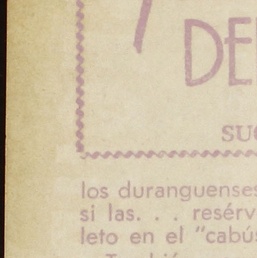 DE
SU
los duranguenses
si las. . . resérv
leto en el "cabús